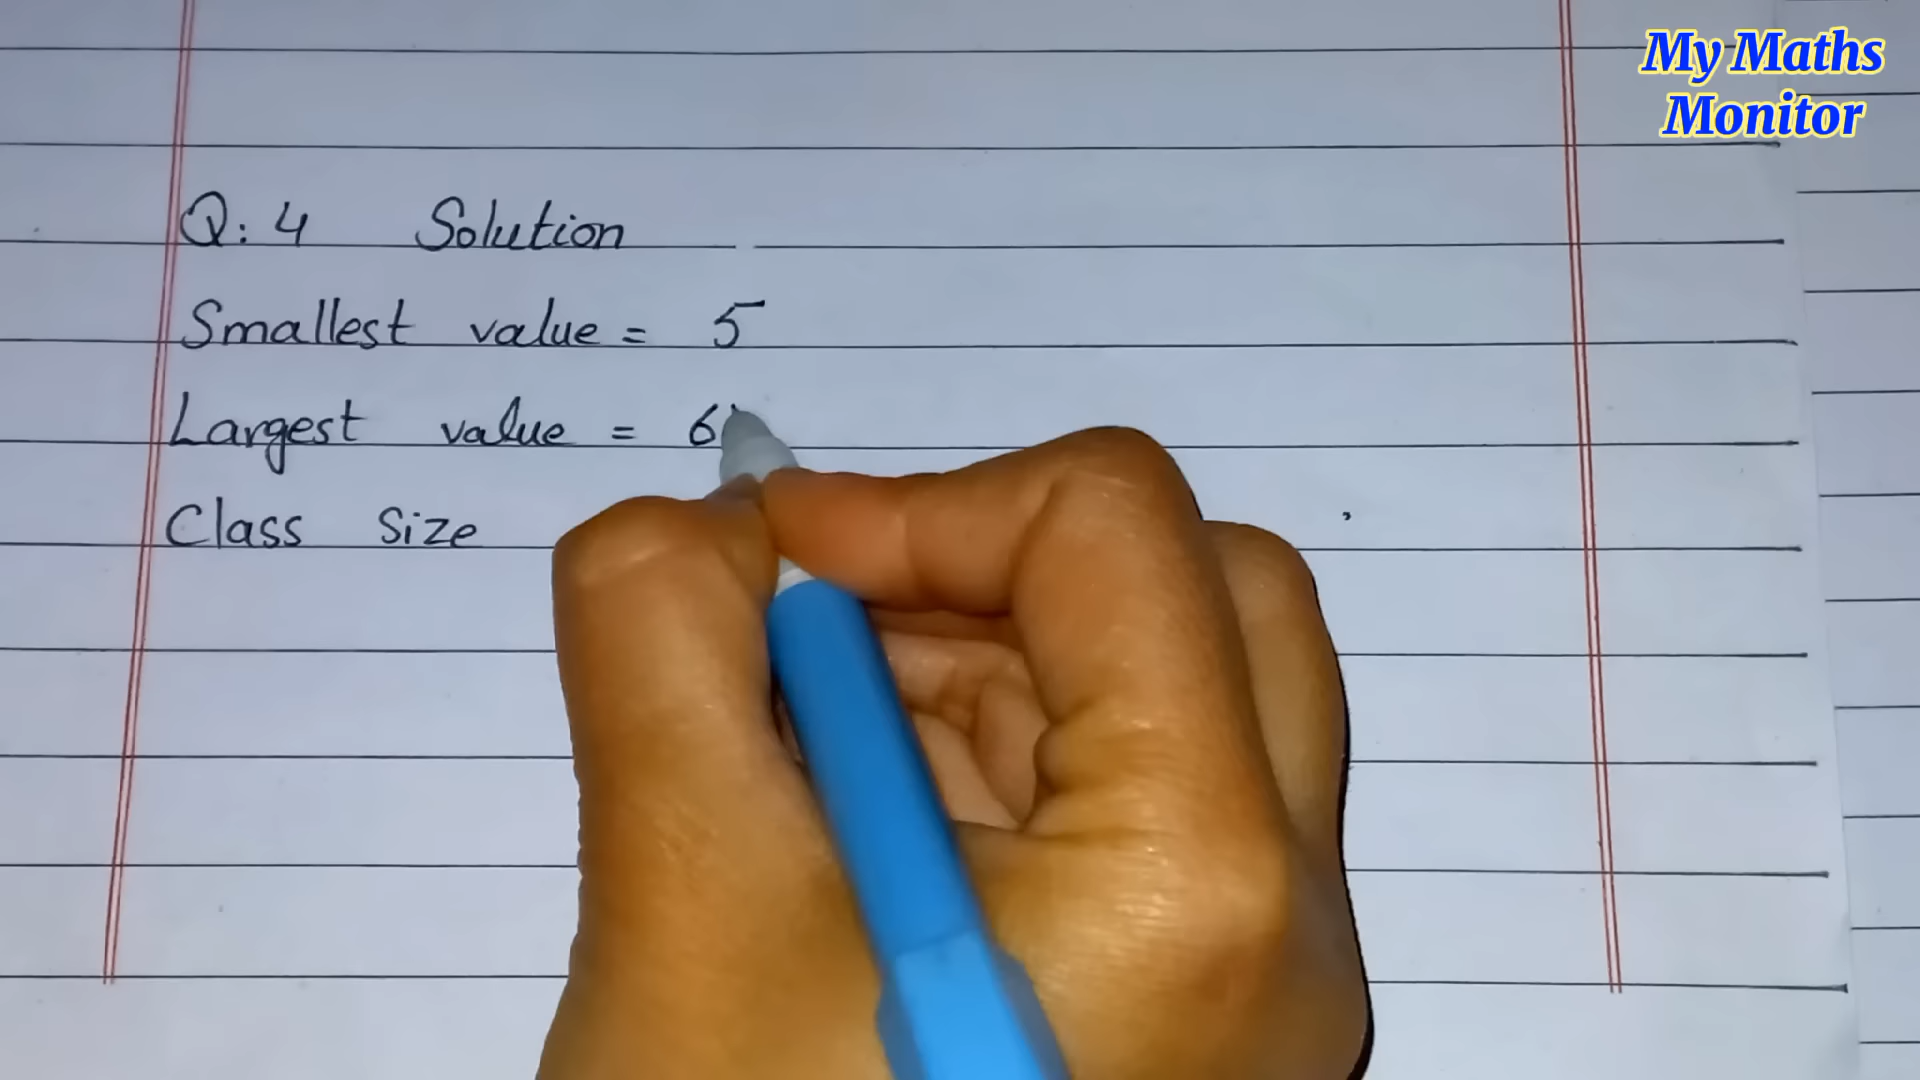 My Maths
Monitor
Q: 4 Solution
Smallest value = 5
Largest value = 6
Class Size